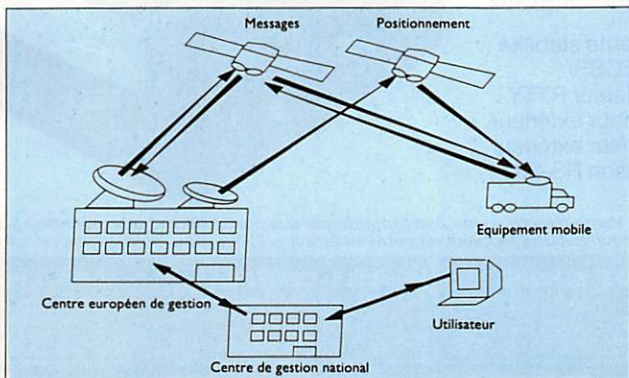 Messages
Positionnement
Equipement mobile
Centre européen de gestion
Utilisateur
Centre de gestion national